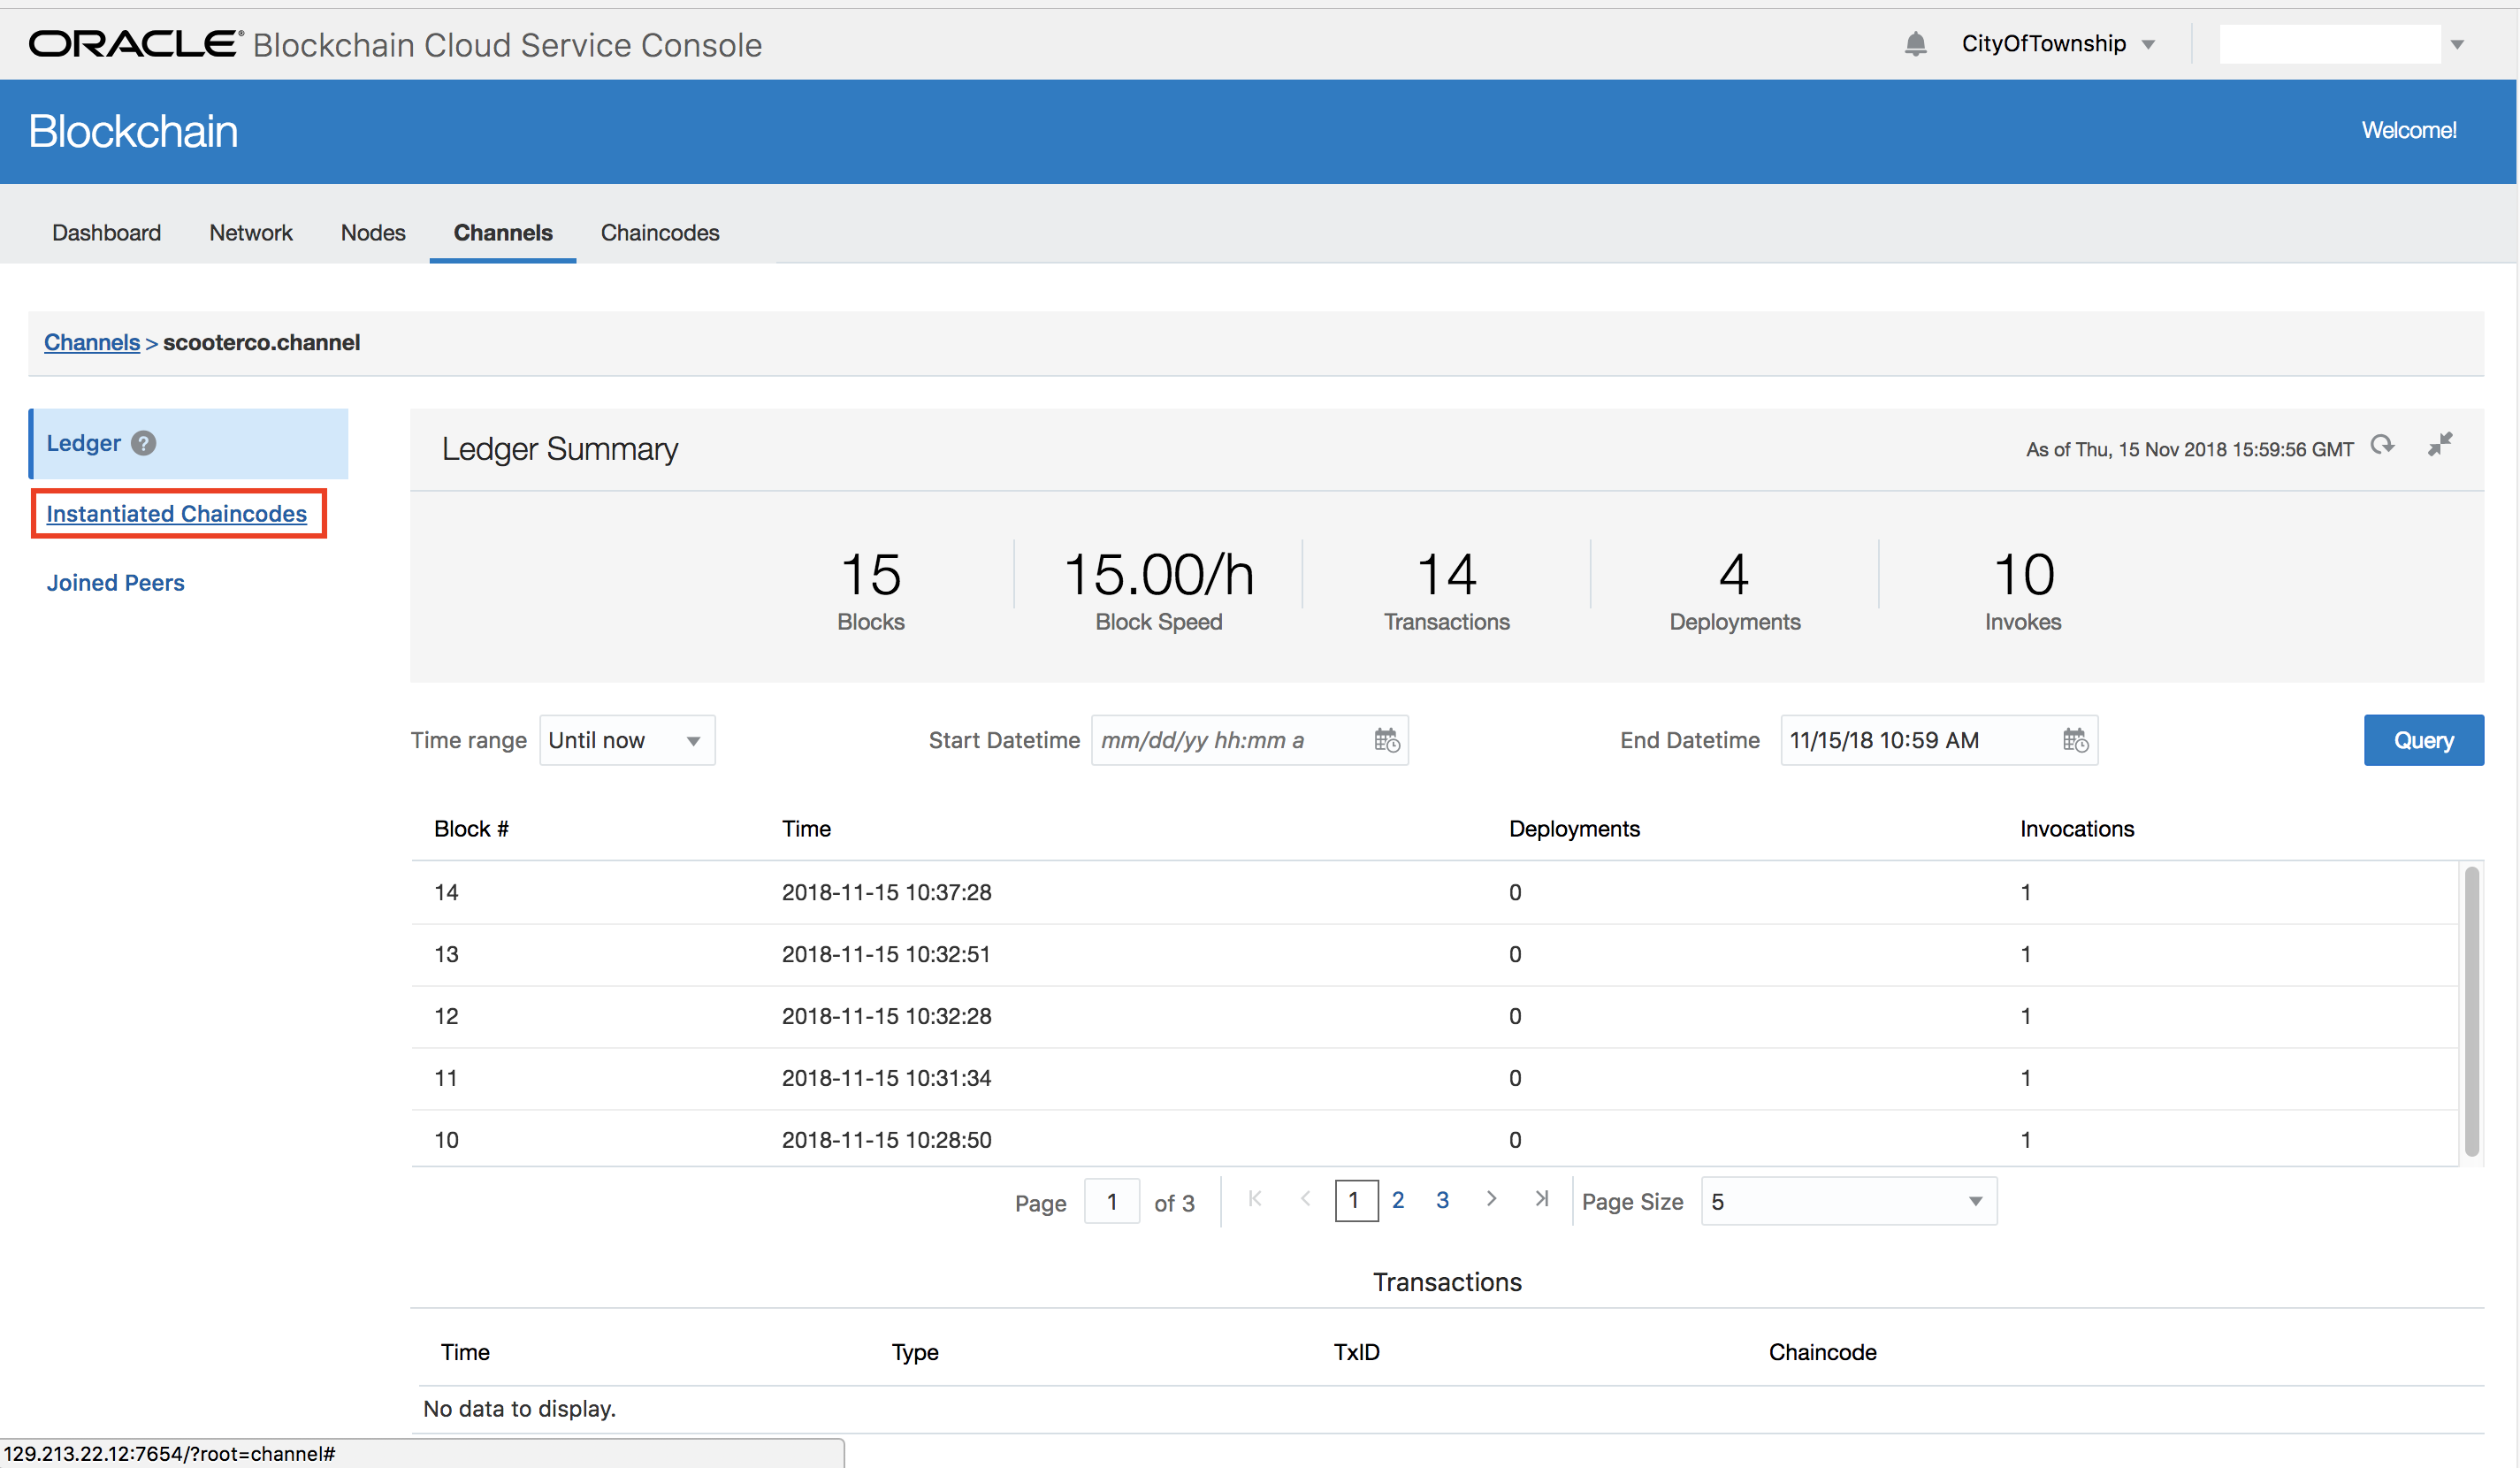 ORACLE® Blockchain Cloud Service Console
CityOfTownship
Blockchain
Welcome!
Dashboard Network Nodes Channels Chaincodes
Channels > scooterco.channel
Ledger ?
Instantiated Chaincodes
Joined Peers
Ledger Summary
As of Thu, 15 Nov 2018 15:59:56 GMT
15 15.00/h 14 4 10
Blocks Block Speed Transactions Deployments Invokes
Time range Until now Start Datetime mm/dd/yy hh:mm a End Datetime 11/15/18 10:59 AM Query
Block # Time Deployments Invocations
14 2018-11-15 10:37:28 0 1
13 2018-11-15 10:32:51 0 1
12 2018-11-15 10:32:28 0 1
11 2018-11-15 10:31:34 0 1
10 2018-11-15 10:28:50 0 1
Page 1 of 3 1 2 3 Page Size 5
Transactions
Time Type TxID Chaincode
No data to display.
129.213.22.12:7654/?root=channel#